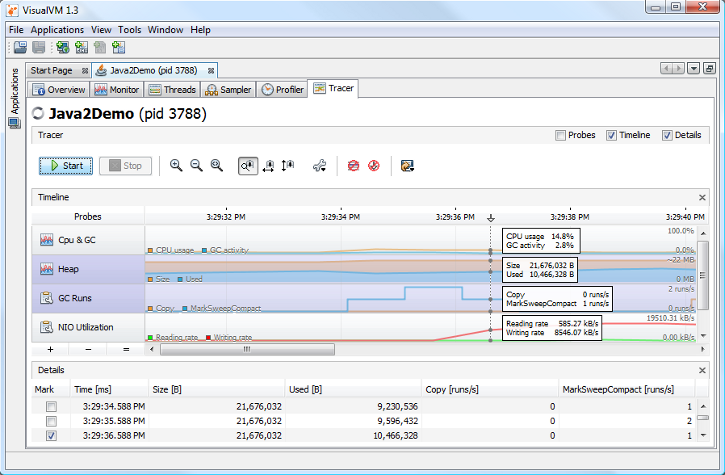 VisualVM 1.3
File Applications View Tools Window Help
Applications
Start Page Java2Demo (pid 3788)
Overview Monitor Threads Sampler Profiler Tracer
Java2Demo (pid 3788)
Tracer Probes Timeline Details
Start Stop
Timeline
Probes 3:29:32 PM 3:29:34 PM 3:29:36 PM 3:29:38 PM 3:29:40 PM
Cpu & GC CPU usage GC activity 100.0% 0.0%
CPU usage 14.8%
GC activity 2.8%
Heap Size Used ~22 MB 0 MB
Size 21,676,032 B
Used 10,466,328 B
GC Runs Copy MarkSweepCompact 2 runs/s 0 runs/s
Copy 0 runs/s
MarkSweepCompact 1 runs/s
NIO Utilization Reading rate Writing rate 19510.31 kB/s 0.00 kB/s
Reading rate 585.27 kB/s
Writing rate 8546.07 kB/s
+ - =
Details
Mark Time [ms] Size [B] Used [B] Copy [runs/s] MarkSweepCompact [runs/s]
3:29:34.588 PM 21,676,032 9,230,536 0 1
3:29:35.588 PM 21,676,032 9,596,432 0 2
3:29:36.588 PM 21,676,032 10,466,328 0 1